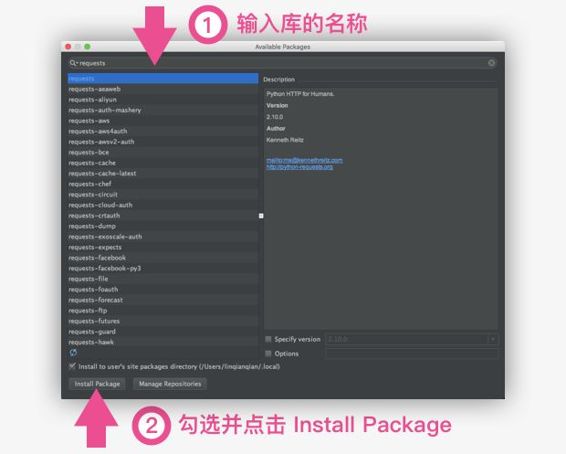 1 输入库的名称
Available Packages
requests
requests
requests-aeaweb
requests-aliyun
requests-auth-mashery
requests-aws
requests-aws4auth
requests-awsv2-auth
requests-bce
requests-cache
requests-cache-latest
requests-chef
requests-circuit
requests-cloud-auth
requests-crtauth
requests-dump
requests-exoscale-auth
requests-expects
requests-facebook
requests-facebook-py3
requests-file
requests-foauth
requests-forecast
requests-ftp
requests-futures
requests-guard
requests-hawk
Description
Python HTTP for Humans.
Version
2.10.0
Author
Kenneth Reitz
mailto:me@kennethreitz.com
http://python-requests.org
Specify version 2.10.0
Options
Install to user's site packages directory (/Users/linqianqian/.local)
Install Package Manage Repositories
2 勾选并点击 Install Package